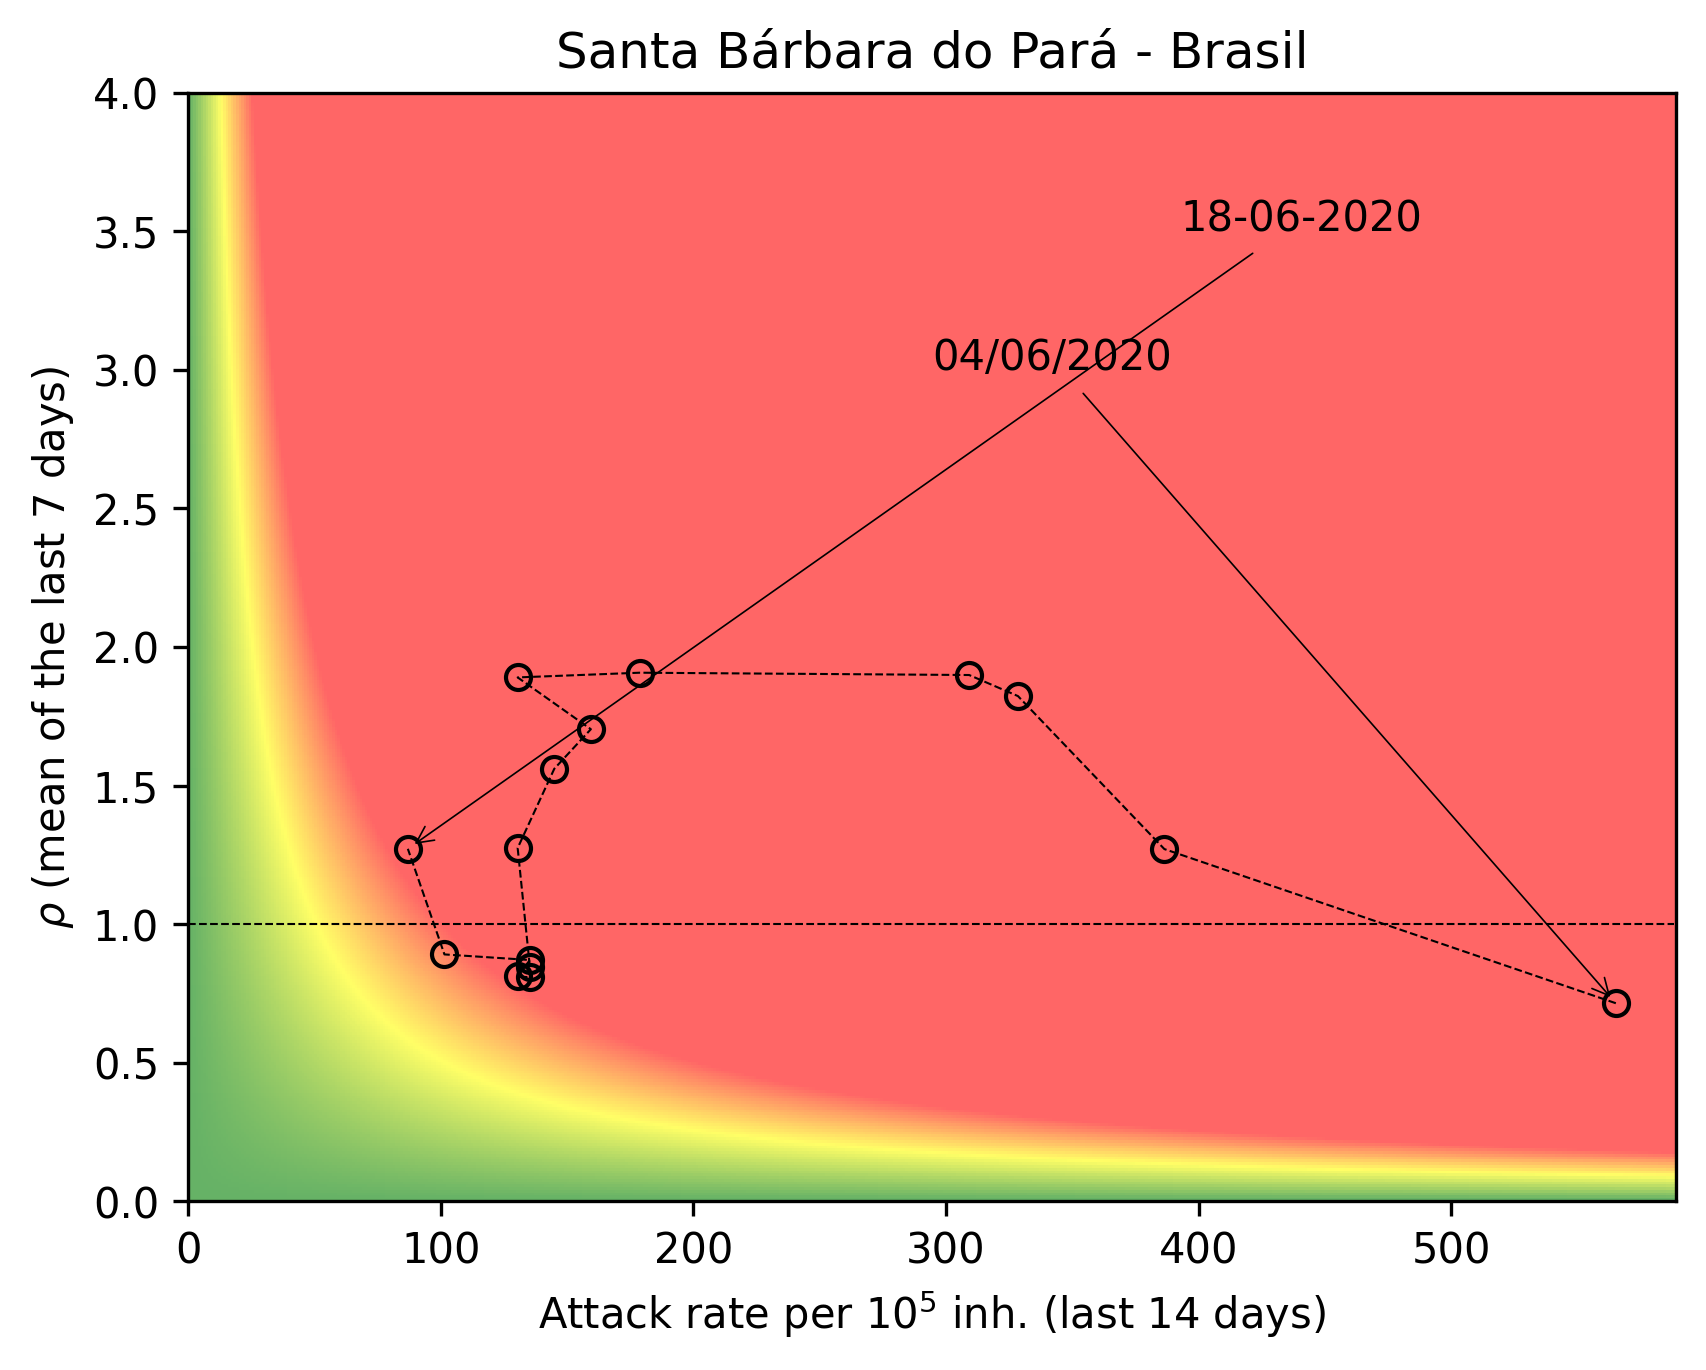 Santa Bárbara do Pará - Brasil
4.0
3.5
3.0
2.5
2.0
1.5
1.0
0.5
0.0
ρ (mean of the last 7 days)
18-06-2020
04/06/2020
0 100 200 300 400 500
Attack rate per 10⁵ inh. (last 14 days)